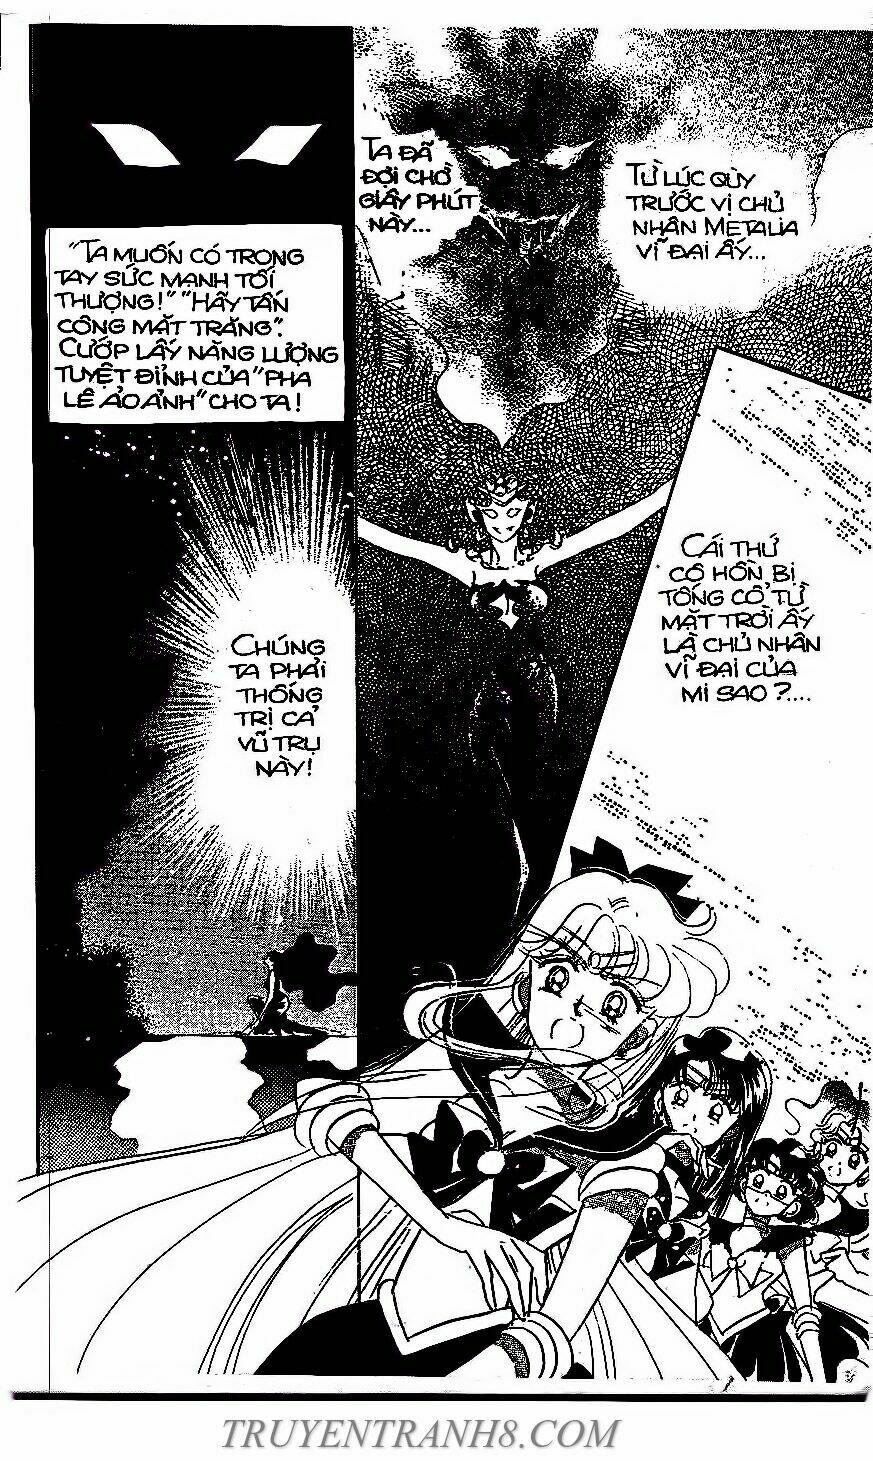 TỪ LÚC QÙY
TRƯỚC VỊ CHỦ
NHÂN METALIA
VĨ ĐẠI ẤY...
TA ĐÃ
ĐỢI CHỜ
GIÂY PHÚT
NÀY...
"TA MUỐN CÓ TRONG
TAY SỨC MẠNH TỐI
THƯỢNG!" "HÃY TẤN
CÔNG MẶT TRĂNG".
CƯỚP LẤY NĂNG LƯỢNG
TUYỆT ĐỈNH CỦA "PHA
LÊ ẢO ẢNH" CHO TA!
CHÚNG
TA PHẢI
THỐNG
TRỊ CẢ
VŨ TRỤ
NÀY!
CÁI THỨ
CÔ HỒN BỊ
TỐNG CỔ TỪ
MẶT TRỜI ẤY
LÀ CHỦ NHÂN
VĨ ĐẠI CỦA
MI SAO?....
TRUYENTRANH8.COM